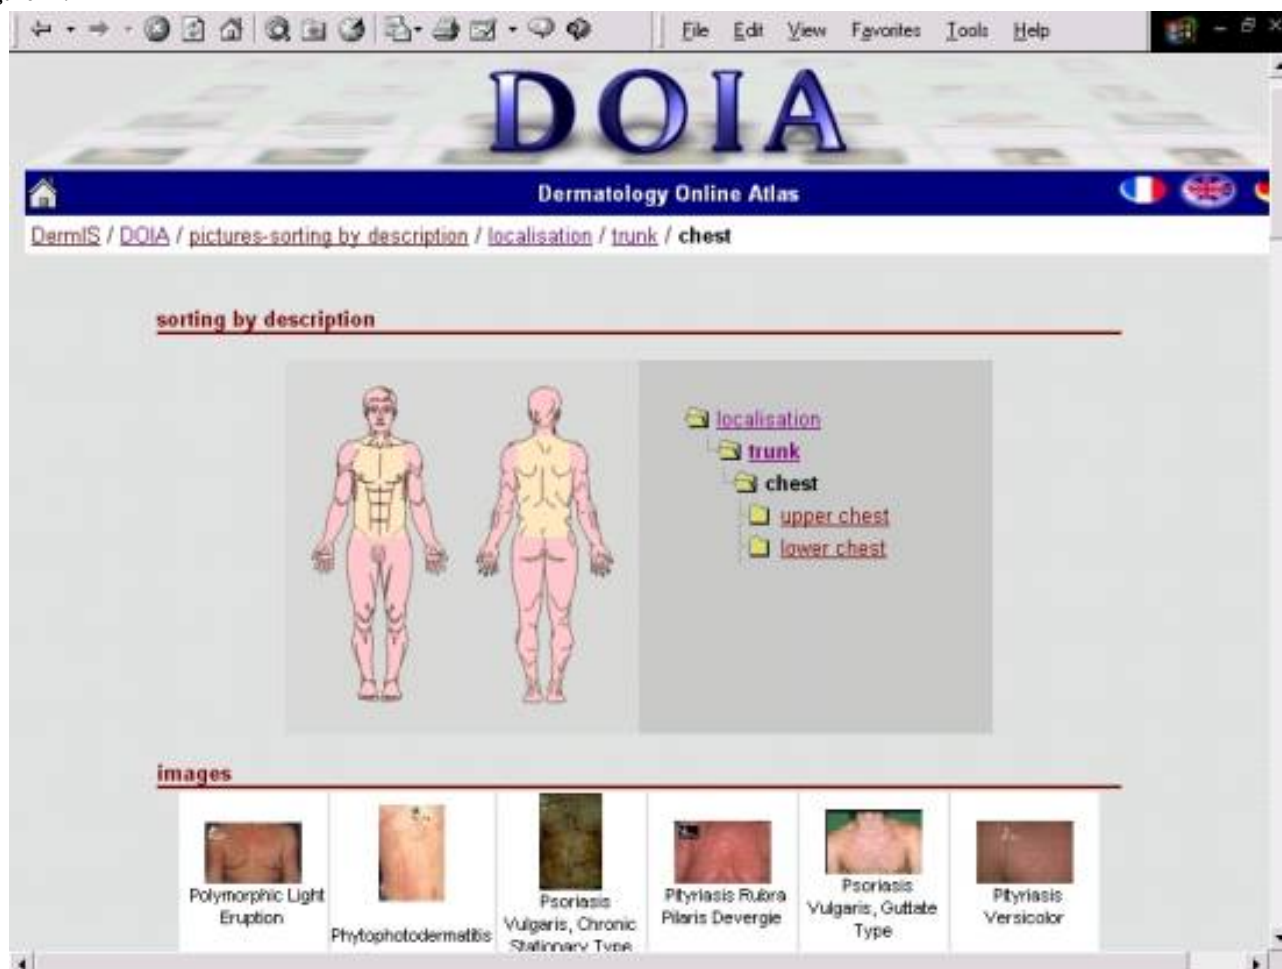 File Edit View Favorites Tools Help
DOIA
Dermatology Online Atlas
DermIS / DOIA / pictures-sorting by description / localisation / trunk / chest
sorting by description
localisation
trunk
chest
upper chest
lower chest
images
Polymorphic Light
Eruption
Phytophotodermatitis
Psoriasis
Vulgaris, Chronic
Stationary Type
Pityriasis Rubra
Pilaris Devergie
Psoriasis
Vulgaris, Guttate
Type
Pityriasis
Versicolor